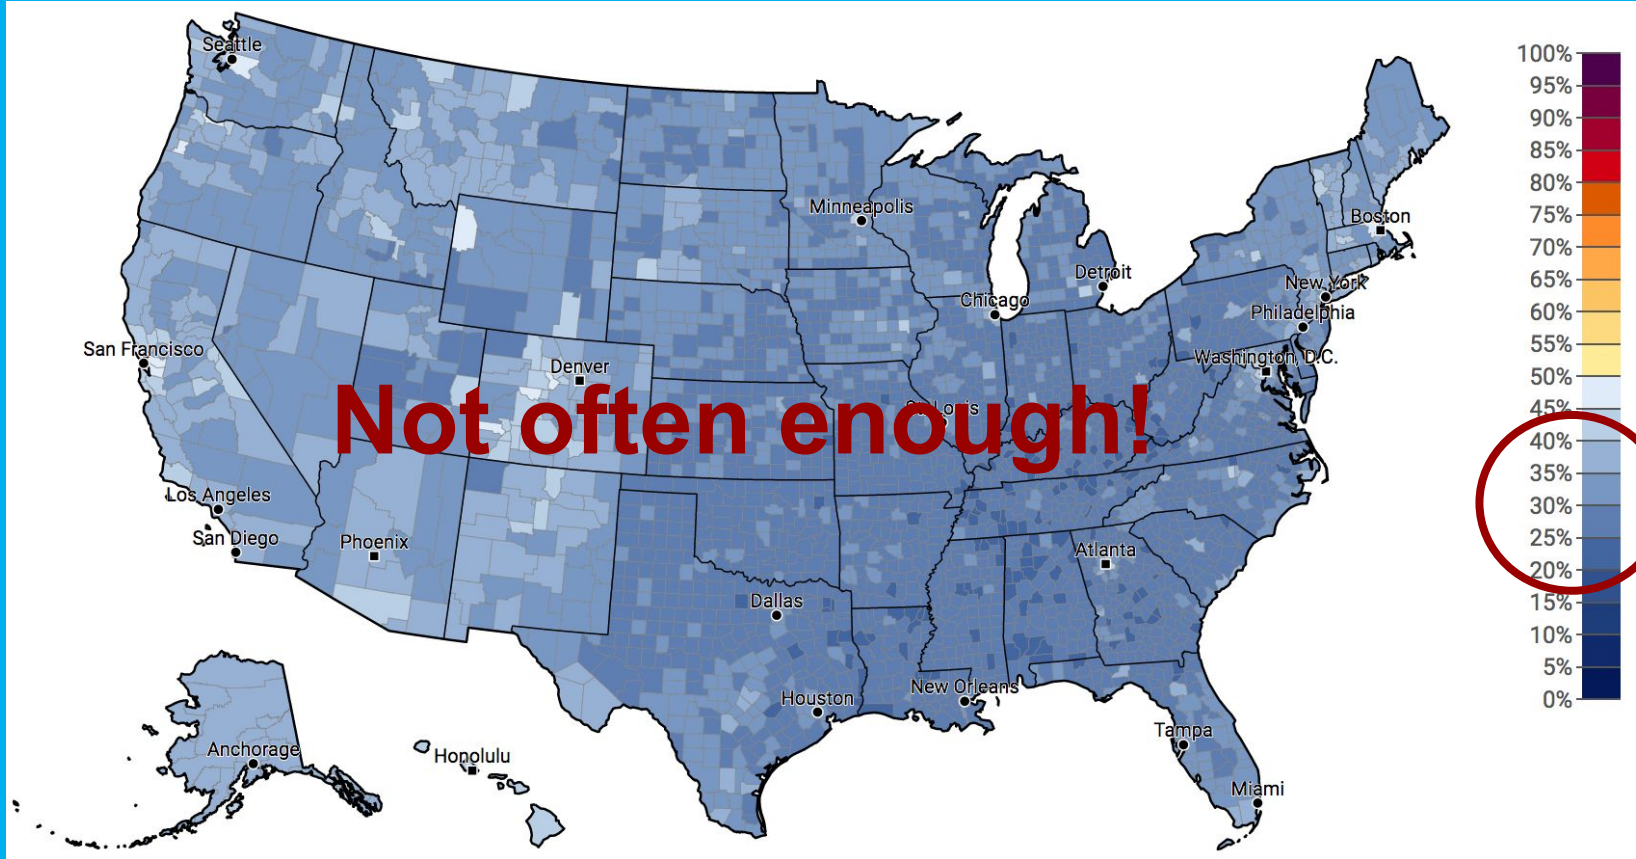 Seattle
Minneapolis
Boston
Detroit
New York
Chicago
Philadelphia
San Francisco
Washington, D.C.
Denver
Not often enough!
St. Louis
Los Angeles
San Diego
Phoenix
Atlanta
Dallas
New Orleans
Houston
Tampa
Anchorage
Honolulu
Miami
100%
95%
90%
85%
80%
75%
70%
65%
60%
55%
50%
45%
40%
35%
30%
25%
20%
15%
10%
5%
0%